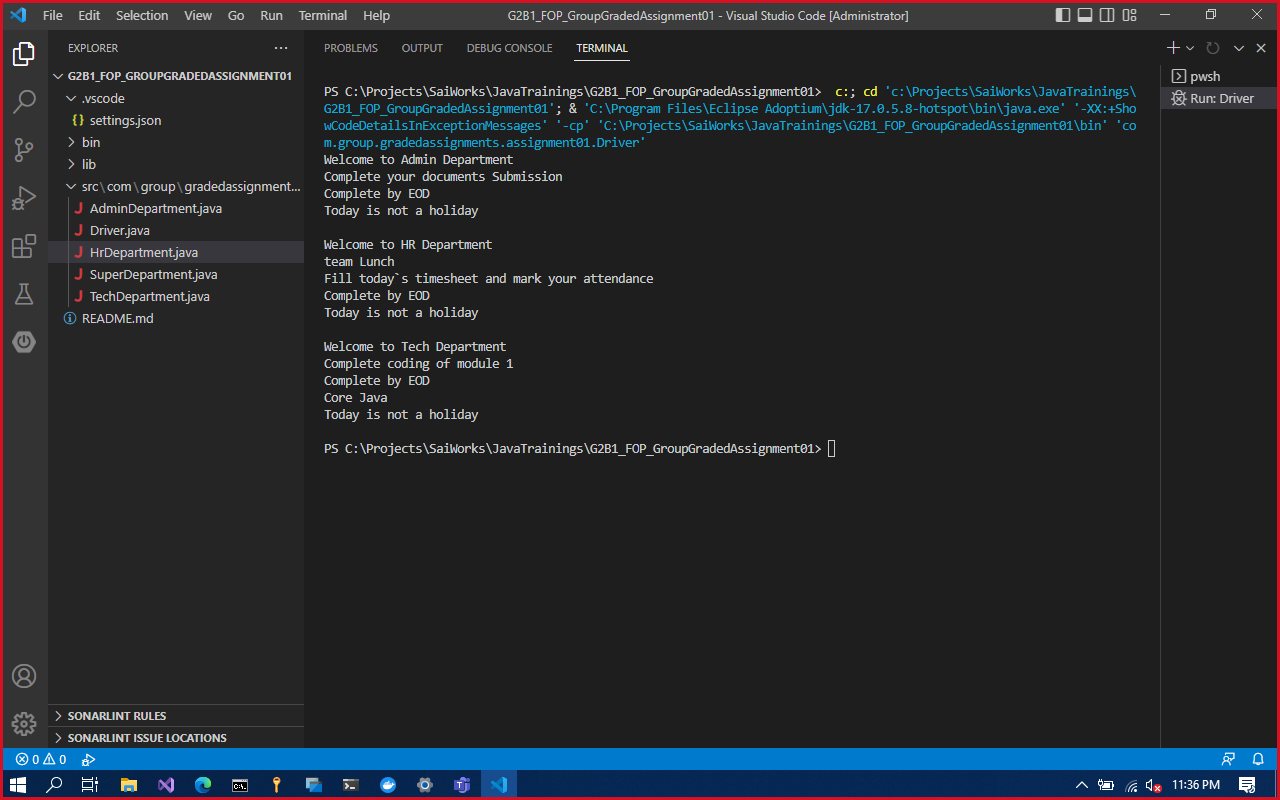 File Edit Selection View Go Run Terminal Help
G2B1_FOP_GroupGradedAssignment01 - Visual Studio Code [Administrator]
EXPLORER
G2B1_FOP_GROUPGRADEDASSIGNMENT01
.vscode
{} settings.json
bin
lib
src\com\group\gradedassignment...
J AdminDepartment.java
J Driver.java
J HrDepartment.java
J SuperDepartment.java
J TechDepartment.java
README.md
SONARLINT RULES
SONARLINT ISSUE LOCATIONS
PROBLEMS OUTPUT DEBUG CONSOLE TERMINAL
PS C:\Projects\SaiWorks\JavaTrainings\G2B1_FOP_GroupGradedAssignment01> c:; cd 'c:\Projects\SaiWorks\JavaTrainings\
G2B1_FOP_GroupGradedAssignment01'; & 'C:\Program Files\Eclipse Adoptium\jdk-17.0.5.8-hotspot\bin\java.exe' '-XX:+Sho
wCodeDetailsInExceptionMessages' '-cp' 'C:\Projects\SaiWorks\JavaTrainings\G2B1_FOP_GroupGradedAssignment01\bin' 'co
m.group.gradedassignments.assignment01.Driver'
Welcome to Admin Department
Complete your documents Submission
Complete by EOD
Today is not a holiday
Welcome to HR Department
team Lunch
Fill today`s timesheet and mark your attendance
Complete by EOD
Today is not a holiday
Welcome to Tech Department
Complete coding of module 1
Complete by EOD
Core Java
Today is not a holiday
PS C:\Projects\SaiWorks\JavaTrainings\G2B1_FOP_GroupGradedAssignment01>
pwsh
Run: Driver
0 0
11:36 PM